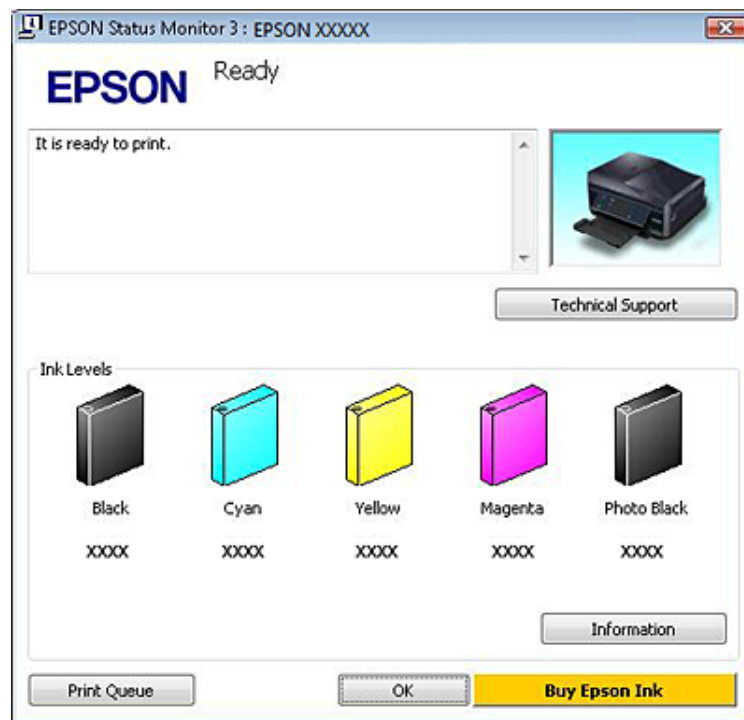 EPSON Status Monitor 3 : EPSON XXXXX
EPSON
Ready
It is ready to print.
Technical Support
Ink Levels
Black
Cyan
Yellow
Magenta
Photo Black
XXXX
XXXX
XXXX
XXXX
XXXX
Information
Print Queue
OK
Buy Epson Ink